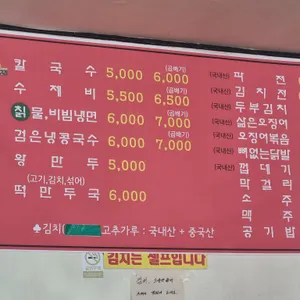 칼국수 5,000 (곱배기) 6,000
수제비 5,500 (곱배기) 6,500
칡 물,비빔냉면 6,000 (곱배기) 7,000
검은냉콩국수 6,000 (곱배기) 7,000
왕만두 5,000
(고기,김치,섞어)
떡만두국 6,000
♣김치 고추가루 : 국내산 + 중국산
(국내산) 파전
(국내산) 김치전
(국내산) 두부김치
(국내산) 삶은오징어
(국내산) 오징어볶음
(국내산) 뼈없는닭발
(국내산) 껍데기
막걸리
소주
맥주
공기밥
김치는 셀프입니다